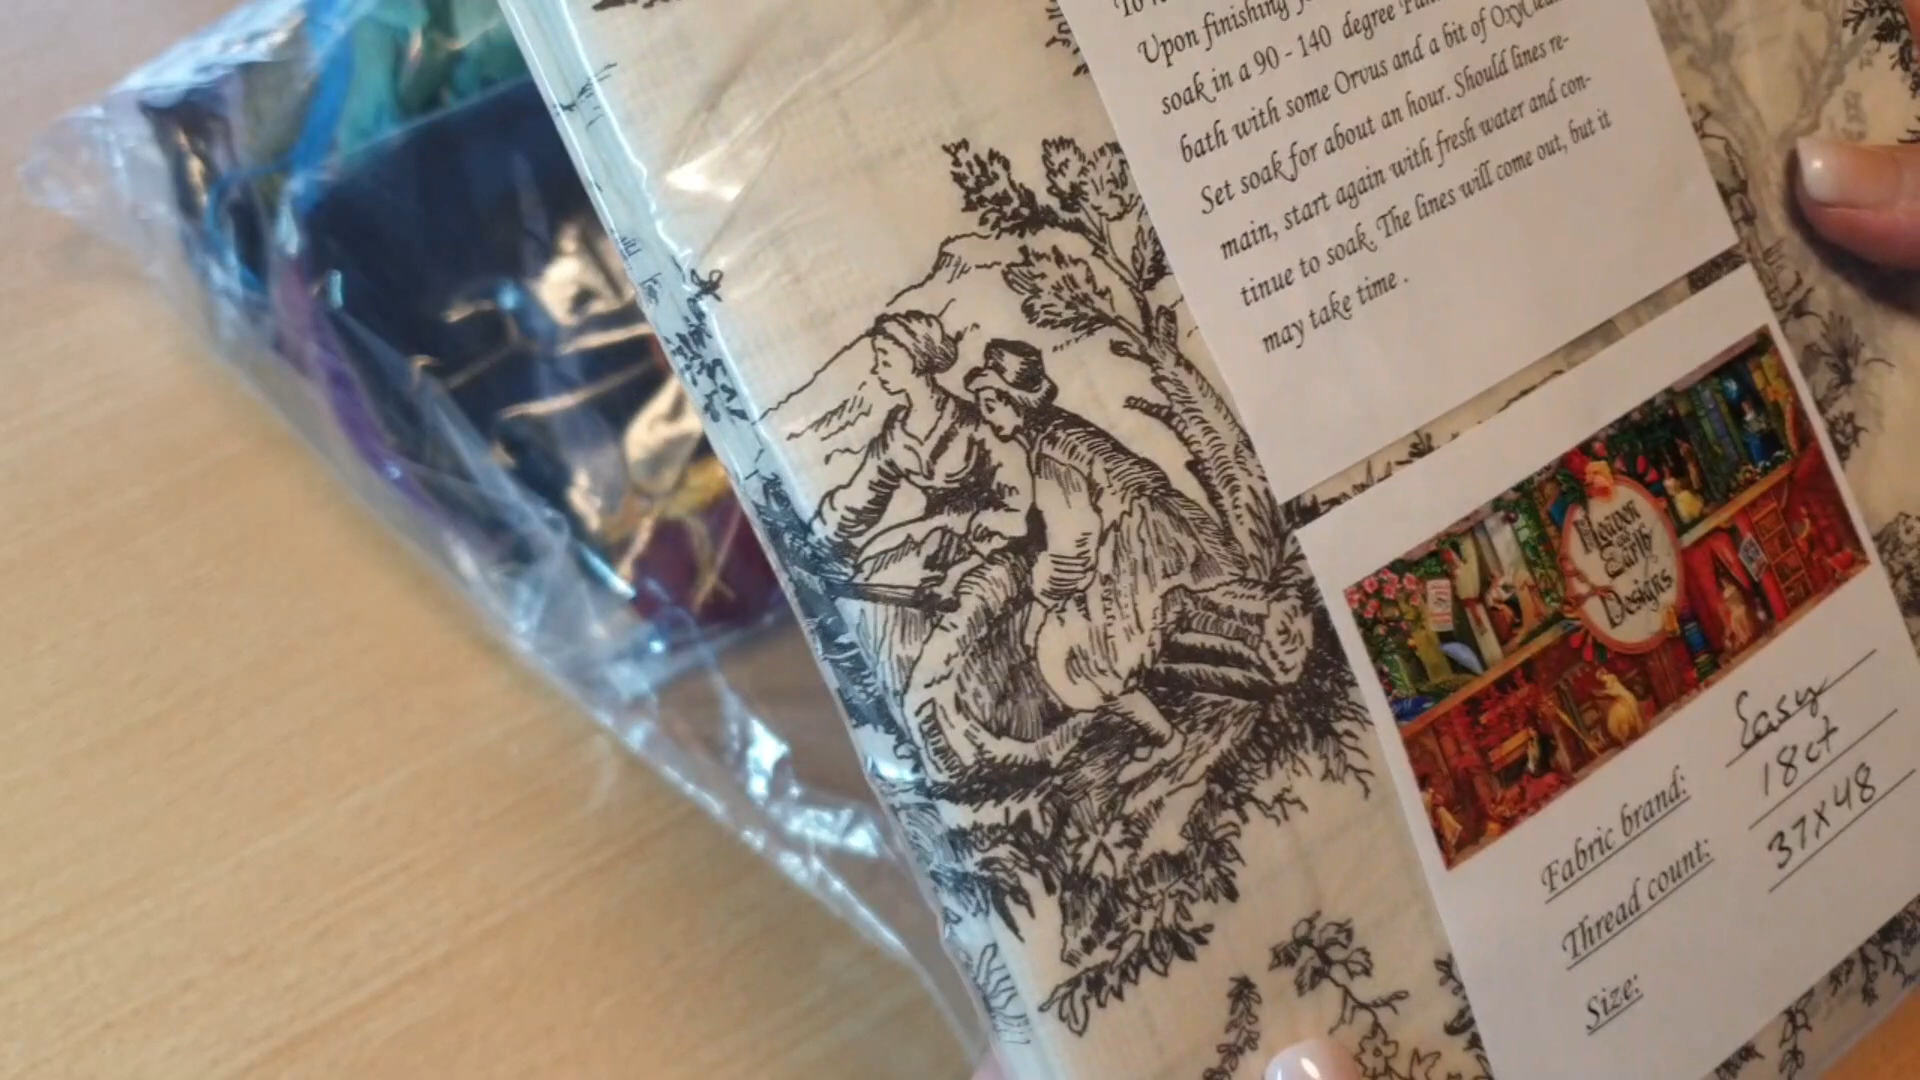 Upon finishing
soak in a 90 - 140 degree
bath with some Orvus and a bit of OxyClean
Set soak for about an hour. Should lines re-
main, start again with fresh water and con-
tinue to soak. The lines will come out, but it
may take time .
Heaven
and
Earth
Designs
Fabric brand: Easy
Thread count: 18ct
Size: 37X48